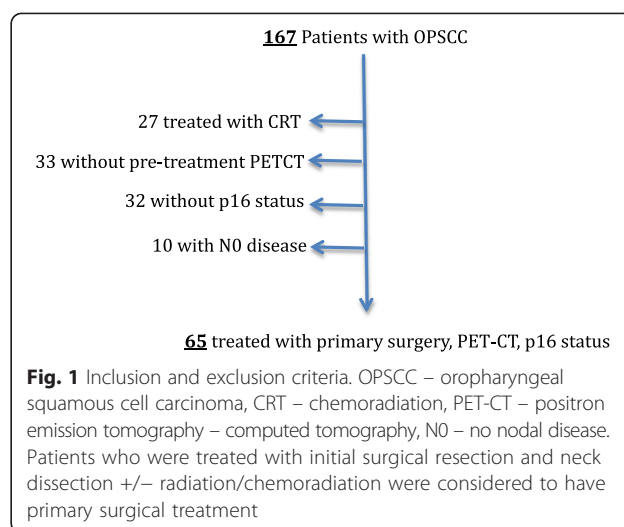 167 Patients with OPSCC
27 treated with CRT
33 without pre-treatment PETCT
32 without p16 status
10 with N0 disease
65 treated with primary surgery, PET-CT, p16 status
Fig. 1 Inclusion and exclusion criteria. OPSCC – oropharyngeal
squamous cell carcinoma, CRT – chemoradiation, PET-CT – positron
emission tomography – computed tomography, N0 – no nodal disease.
Patients who were treated with initial surgical resection and neck
dissection +/− radiation/chemoradiation were considered to have
primary surgical treatment